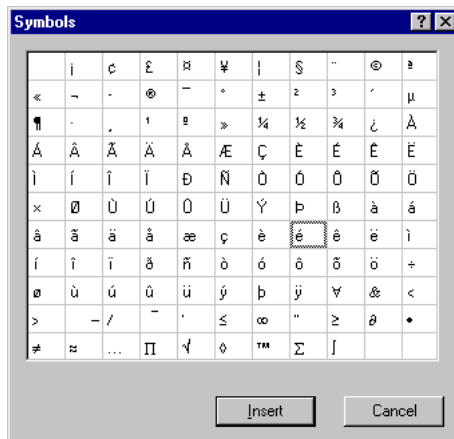 Symbols ? ×
¡ ¢ £ ¤ ¥ ¦ § ¨ © ª
« ¬ - ® ¯ ° ± ² ³ ´ µ
¶ · ¸ ¹ º » ¼ ½ ¾ ¿ À
Á Â Ã Ä Å Æ Ç È É Ê Ë
Ì Í Î Ï Ð Ñ Ò Ó Ô Õ Ö
× Ø Ù Ú Û Ü Ý Þ ß à á
â ã ä å æ ç è é ê ë ì
í î ï ð ñ ò ó ô õ ö ÷
ø ù ú û ü ý þ ÿ ∀ & <
> – / ¯ ' ≤ ∞ " ≥ ∂ •
≠ ≈ … Π √ ◊ ™ Σ ∫
Insert Cancel